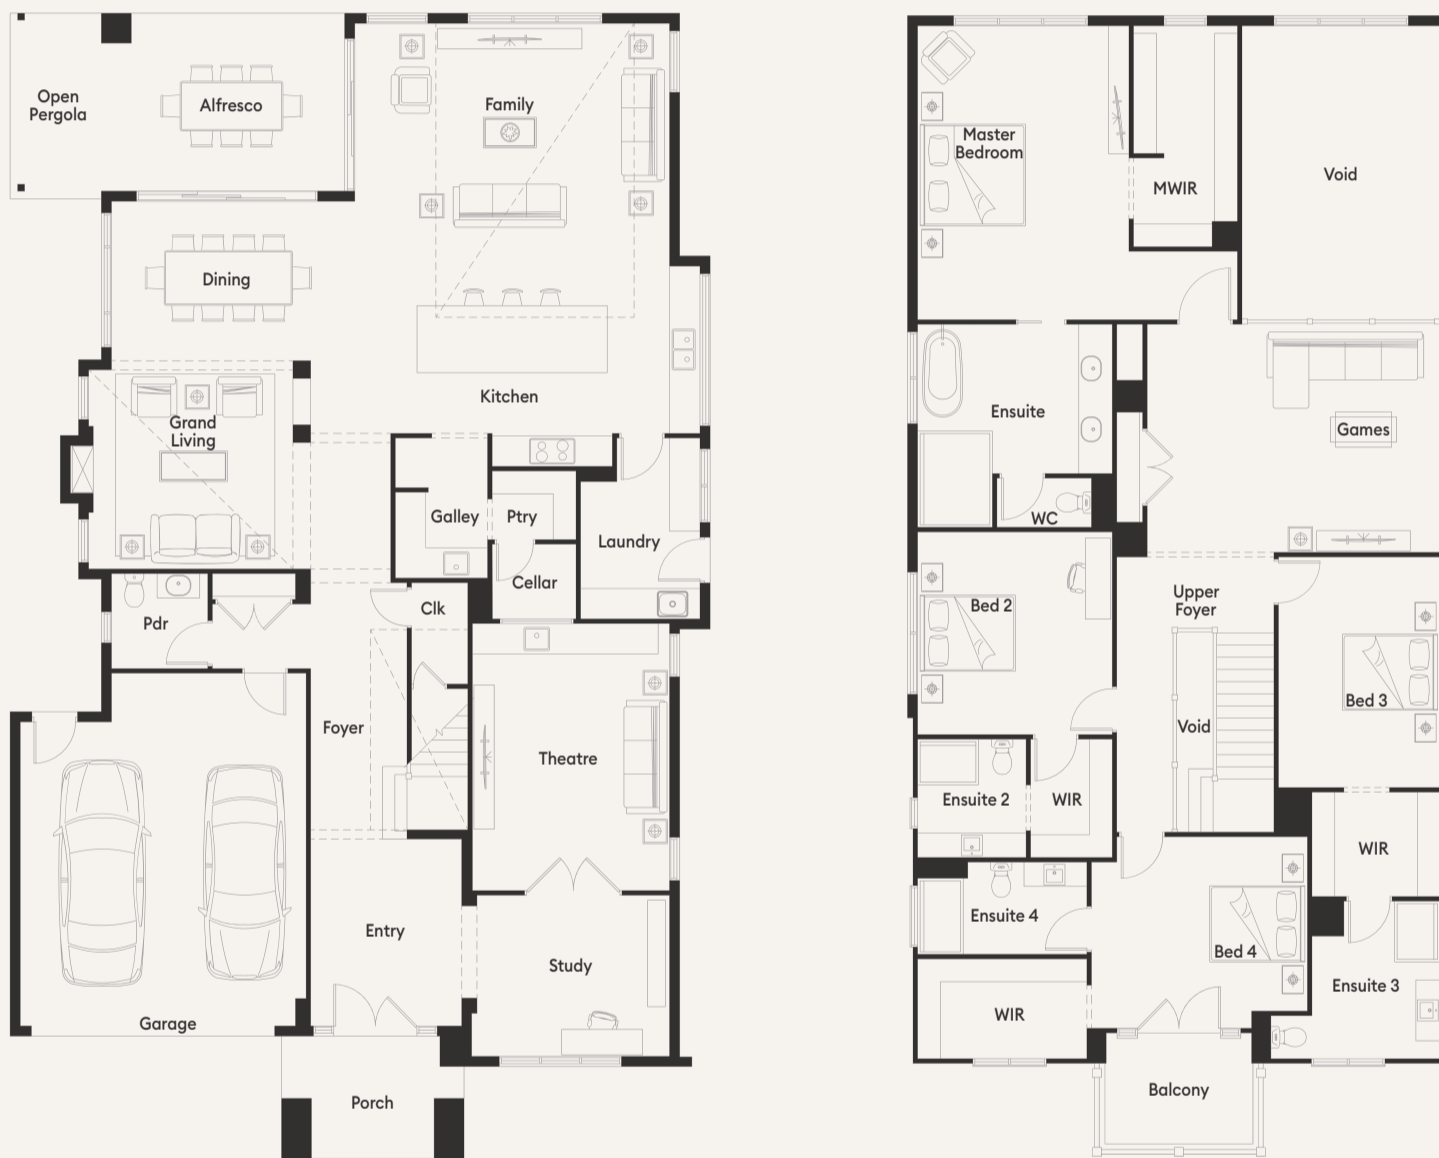 Open
Pergola
Alfresco
Family
Dining
Kitchen
Grand
Living
Galley
Ptry
Laundry
Cellar
Clk
Pdr
Foyer
Theatre
Entry
Study
Garage
Porch
Master
Bedroom
MWIR
Void
Ensuite
Games
WC
Upper
Foyer
Bed 2
Bed 3
Void
Ensuite 2
WIR
WIR
Ensuite 4
Bed 4
Ensuite 3
WIR
Balcony